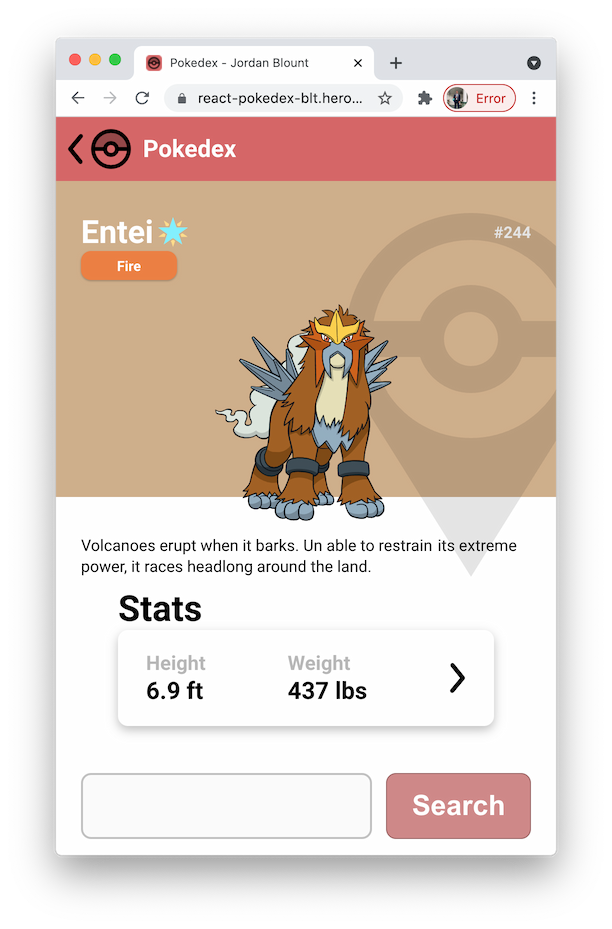 Pokedex - Jordan Blount
react-pokedex-blt.hero...
Error
Pokedex
Entei
#244
Fire
Volcanoes erupt when it barks. Un able to restrain its extreme
power, it races headlong around the land.
Stats
Height Weight
6.9 ft 437 lbs
Search